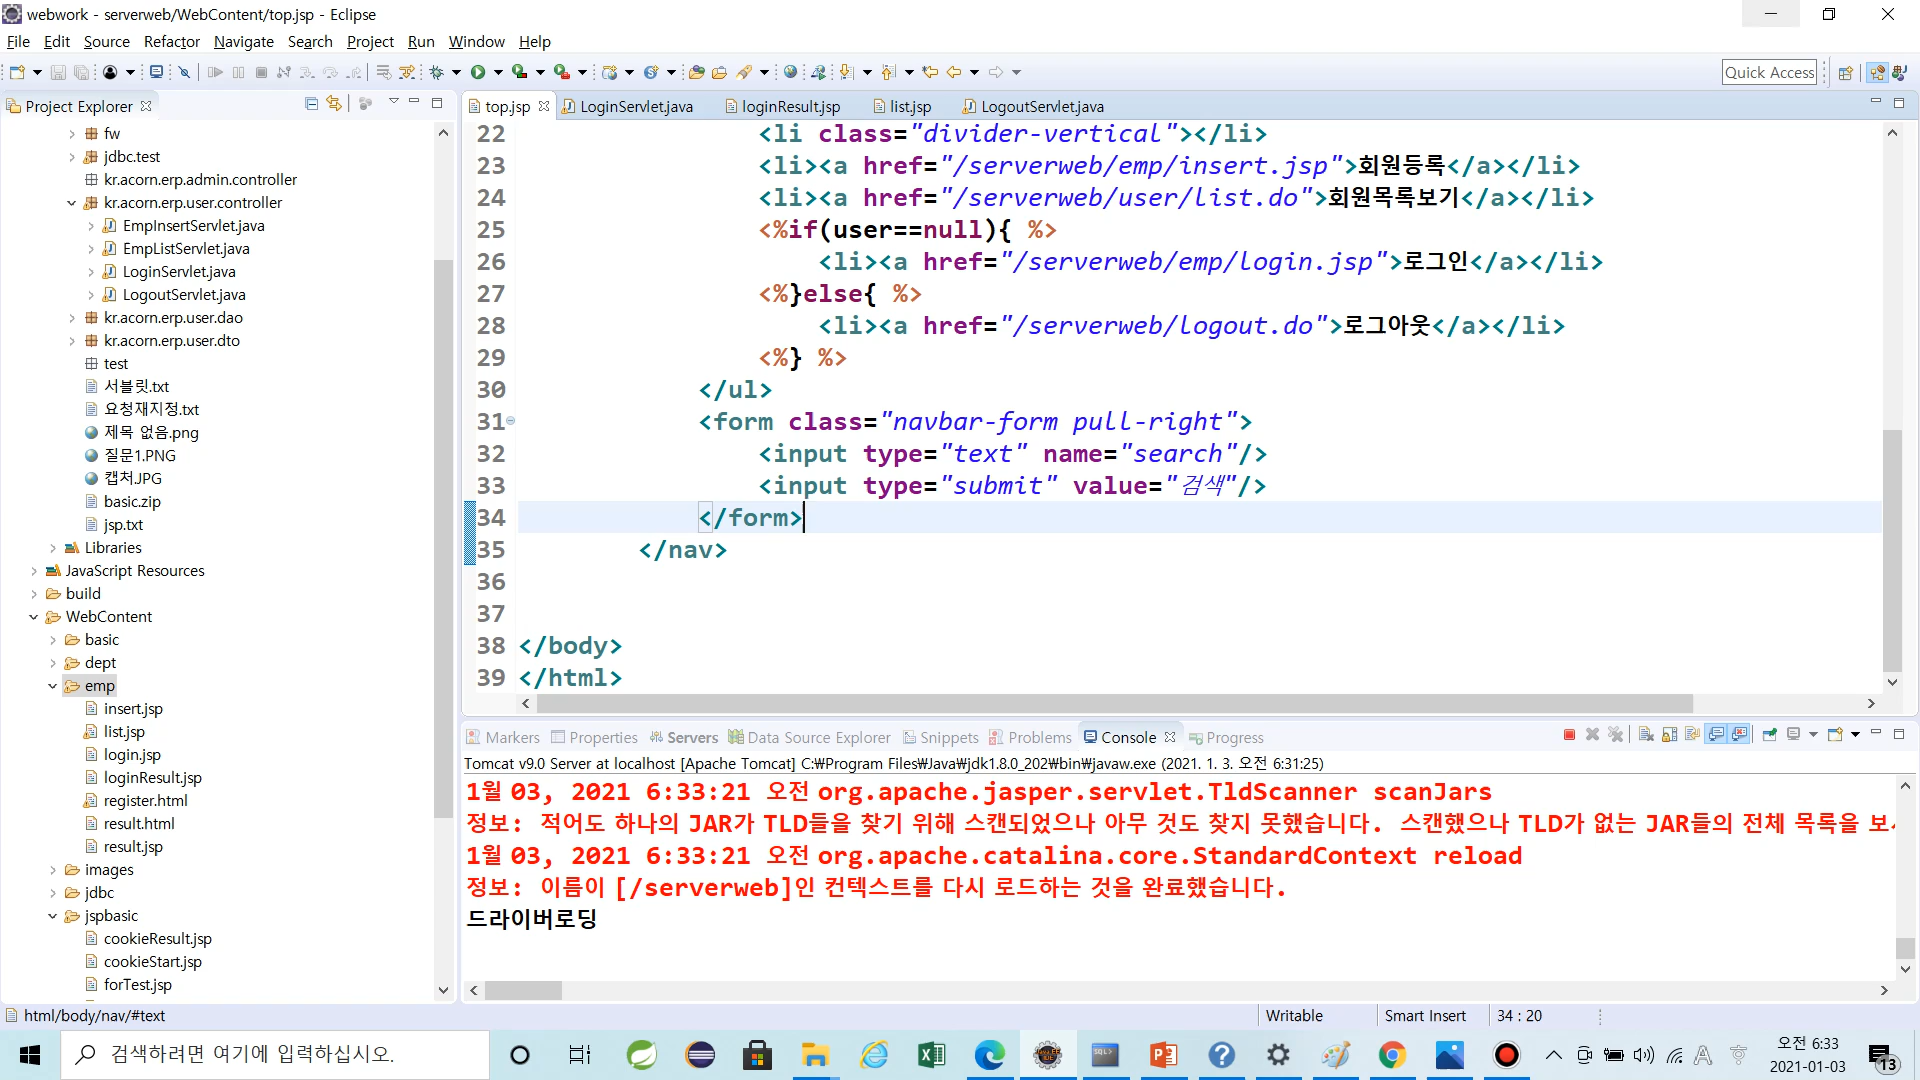 webwork - serverweb/WebContent/top.jsp - Eclipse
File Edit Source Refactor Navigate Search Project Run Window Help
Quick Access
Project Explorer
fw
jdbc.test
kr.acorn.erp.admin.controller
kr.acorn.erp.user.controller
EmpInsertServlet.java
EmpListServlet.java
LoginServlet.java
LogoutServlet.java
kr.acorn.erp.user.dao
kr.acorn.erp.user.dto
test
서블릿.txt
요청재지정.txt
제목 없음.png
질문1.PNG
캡처.JPG
basic.zip
jsp.txt
Libraries
JavaScript Resources
build
WebContent
basic
dept
emp
insert.jsp
list.jsp
login.jsp
loginResult.jsp
register.html
result.html
result.jsp
images
jdbc
jspbasic
cookieResult.jsp
cookieStart.jsp
forTest.jsp
top.jsp LoginServlet.java loginResult.jsp list.jsp LogoutServlet.java
22 <li class="divider-vertical"></li>
23 <li><a href="/serverweb/emp/insert.jsp">회원등록</a></li>
24 <li><a href="/serverweb/user/list.do">회원목록보기</a></li>
25 <%if(user==null){ %>
26 <li><a href="/serverweb/emp/login.jsp">로그인</a></li>
27 <%}else{ %>
28 <li><a href="/serverweb/logout.do">로그아웃</a></li>
29 <%} %>
30 </ul>
31 <form class="navbar-form pull-right">
32 <input type="text" name="search"/>
33 <input type="submit" value="검색"/>
34 </form>
35 </nav>
36
37
38 </body>
39 </html>
Markers Properties Servers Data Source Explorer Snippets Problems Console Progress
Tomcat v9.0 Server at localhost [Apache Tomcat] C:₩Program Files₩Java₩jdk1.8.0_202₩bin₩javaw.exe (2021. 1. 3. 오전 6:31:25)
1월 03, 2021 6:33:21 오전 org.apache.jasper.servlet.TldScanner scanJars
정보: 적어도 하나의 JAR가 TLD들을 찾기 위해 스캔되었으나 아무 것도 찾지 못했습니다. 스캔했으나 TLD가 없는 JAR들의 전체 목록을 보
1월 03, 2021 6:33:21 오전 org.apache.catalina.core.StandardContext reload
정보: 이름이 [/serverweb]인 컨텍스트를 다시 로드하는 것을 완료했습니다.
드라이버로딩
html/body/nav/#text Writable Smart Insert 34 : 20
검색하려면 여기에 입력하십시오.
SQL>
A
오전 6:33
2021-01-03
13